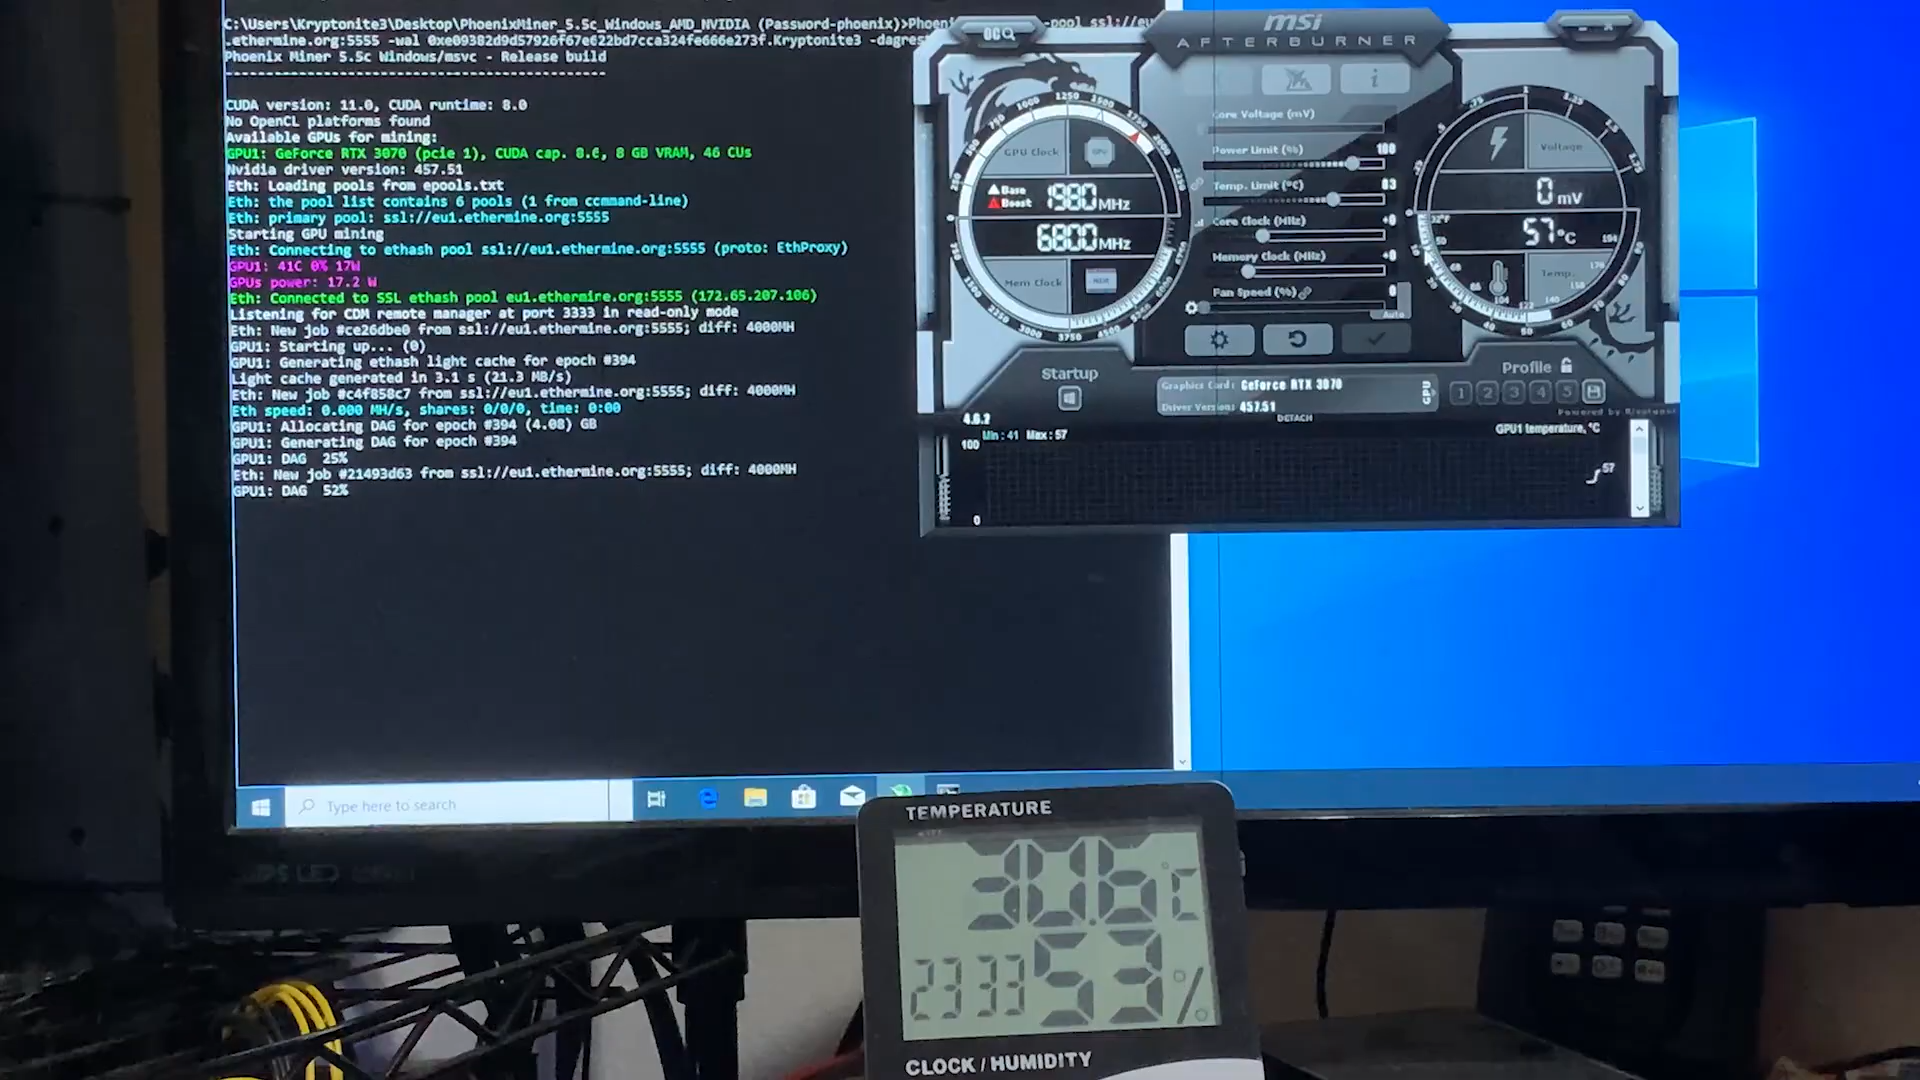 C:\Users\Kryptonite3\Desktop\PhoenixMiner_5.5c_Windows_AMD_NVIDIA (Password-phoenix)>Phoeni -pool ssl://eu
.ethermine.org:5555 -wal 0xe09382d9d57926f67e622bd7cca324fe666e273f.Kryptonite3 -dagres
Phoenix Miner 5.5c Windows/msvc - Release build
-----------------------------------------------
CUDA version: 11.0, CUDA runtime: 8.0
No OpenCL platforms found
Available GPUs for mining:
GPU1: GeForce RTX 3070 (pcie 1), CUDA cap. 8.6, 8 GB VRAM, 46 CUs
Nvidia driver version: 457.51
Eth: Loading pools from epools.txt
Eth: the pool list contains 6 pools (1 from command-line)
Eth: primary pool: ssl://eu1.ethermine.org:5555
Starting GPU mining
Eth: Connecting to ethash pool ssl://eu1.ethermine.org:5555 (proto: EthProxy)
GPU1: 41C 0% 17W
GPUs power: 17.2 W
Eth: Connected to SSL ethash pool eu1.ethermine.org:5555 (172.65.207.106)
Listening for CDM remote manager at port 3333 in read-only mode
Eth: New job #ce26dbe0 from ssl://eu1.ethermine.org:5555; diff: 4000MH
GPU1: Starting up... (0)
GPU1: Generating ethash light cache for epoch #394
Light cache generated in 3.1 s (21.3 MB/s)
Eth: New job #c4f858c7 from ssl://eu1.ethermine.org:5555; diff: 4000MH
Eth speed: 0.000 MH/s, shares: 0/0/0, time: 0:00
GPU1: Allocating DAG for epoch #394 (4.08) GB
GPU1: Generating DAG for epoch #394
GPU1: DAG 25%
Eth: New job #21493d63 from ssl://eu1.ethermine.org:5555; diff: 4000MH
GPU1: DAG 52%
OC
msi
AFTERBURNER
GPU Clock
Base
Boost
1980 MHz
6800 MHz
Mem Clock
Core Voltage (mV)
Power Limit (%) 100
Temp. Limit (°C) 83
Core Clock (MHz) +0
Memory Clock (MHz) +0
Fan Speed (%) 0
Auto
Voltage
0 mV
57 °C
Temp.
Startup
Graphics Card: GeForce RTX 3070
Driver Version: 457.51
GPU
DETACH
Profile
1 2 3 4 5
Powered by
4.6.2
100 Min : 41 Max : 57
GPU1 temperature, °C
57
0
Type here to search
TEMPERATURE
30.6 °C
23 33 53 %
CLOCK / HUMIDITY